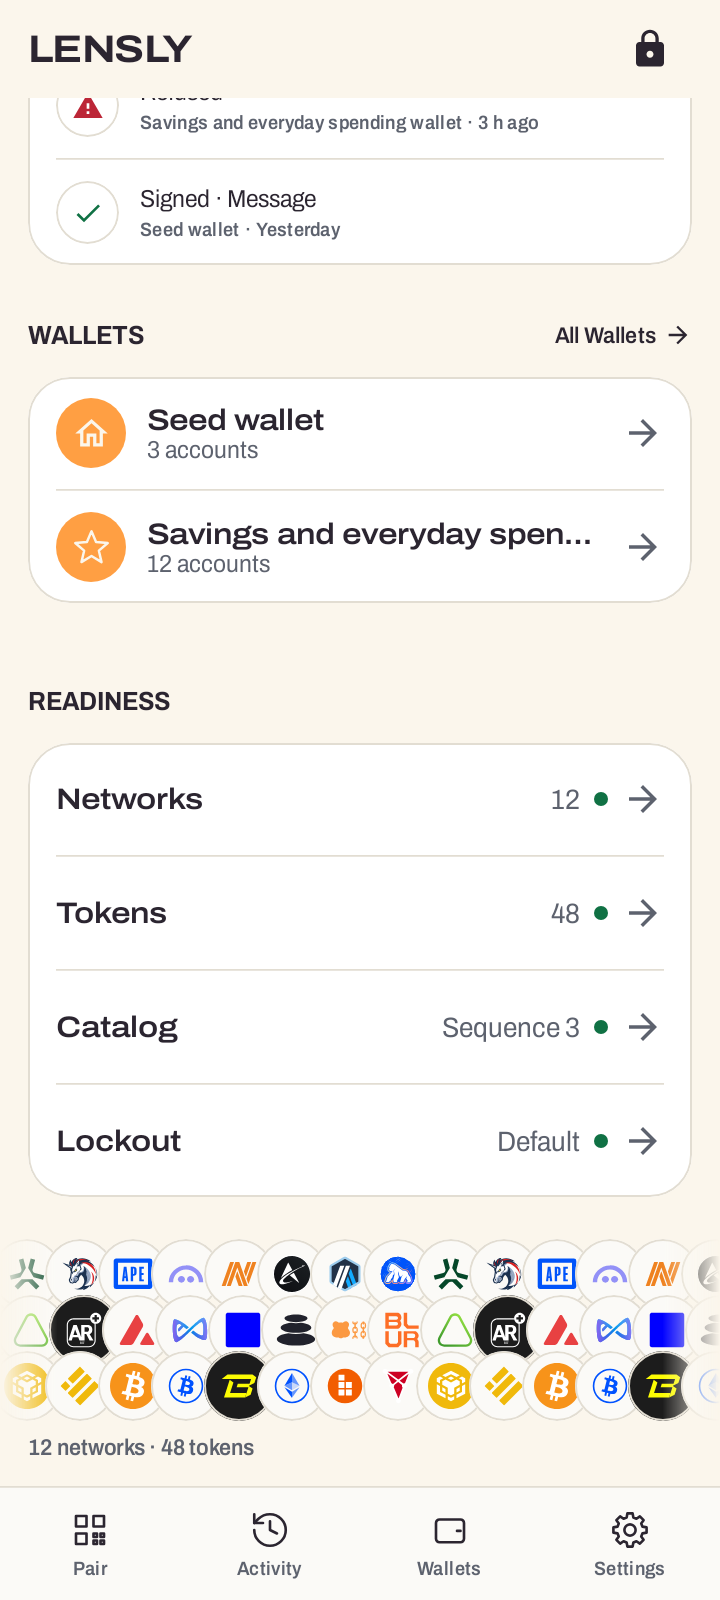 LENSLY
Refused
Savings and everyday spending wallet · 3 h ago
Signed · Message
Seed wallet · Yesterday
WALLETS
All Wallets
Seed wallet
3 accounts
Savings and everyday spen...
12 accounts
READINESS
Networks
12
Tokens
48
Catalog
Sequence 3
Lockout
Default
APE
APE
AR
BL
UR
AR
12 networks · 48 tokens
Pair
Activity
Wallets
Settings